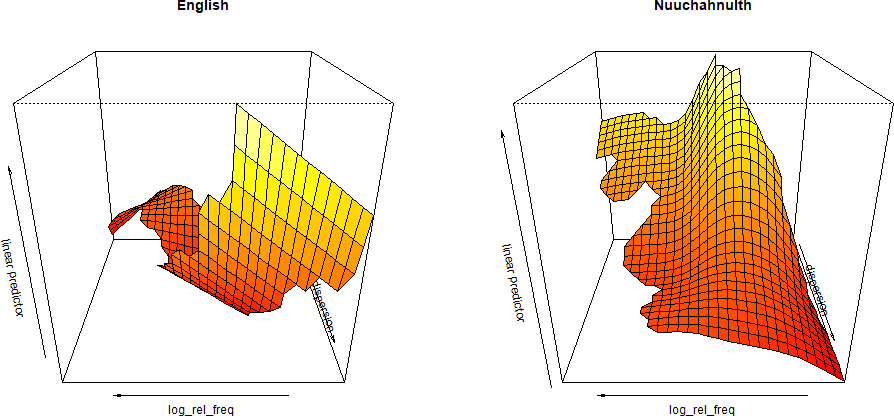 English
Nuuchahnulth
linear predictor
dispersion
log_rel_freq
linear predictor
dispersion
log_rel_freq